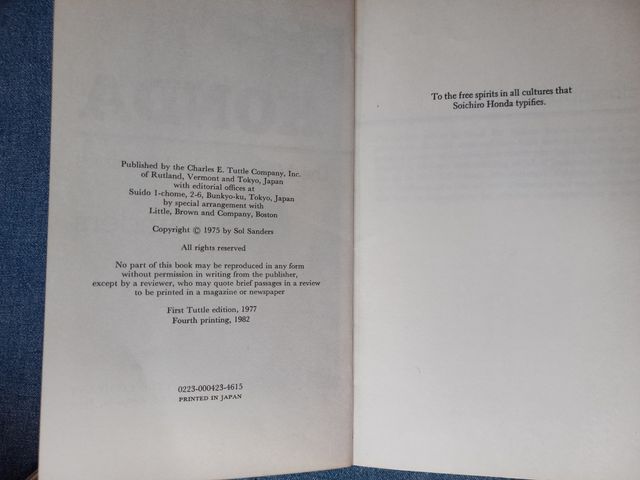 Published by the Charles E. Tuttle Company, Inc.
of Rutland, Vermont and Tokyo, Japan
with editorial offices at
Suido 1-chome, 2-6, Bunkyo-ku, Tokyo, Japan
by special arrangement with
Little, Brown and Company, Boston
Copyright © 1975 by Sol Sanders
All rights reserved
No part of this book may be reproduced in any form
without permission in writing from the publisher,
except by a reviewer, who may quote brief passages in a review
to be printed in a magazine or newspaper
First Tuttle edition, 1977
Fourth printing, 1982
0223-000423-4615
PRINTED IN JAPAN
To the free spirits in all cultures that
Soichiro Honda typifies.